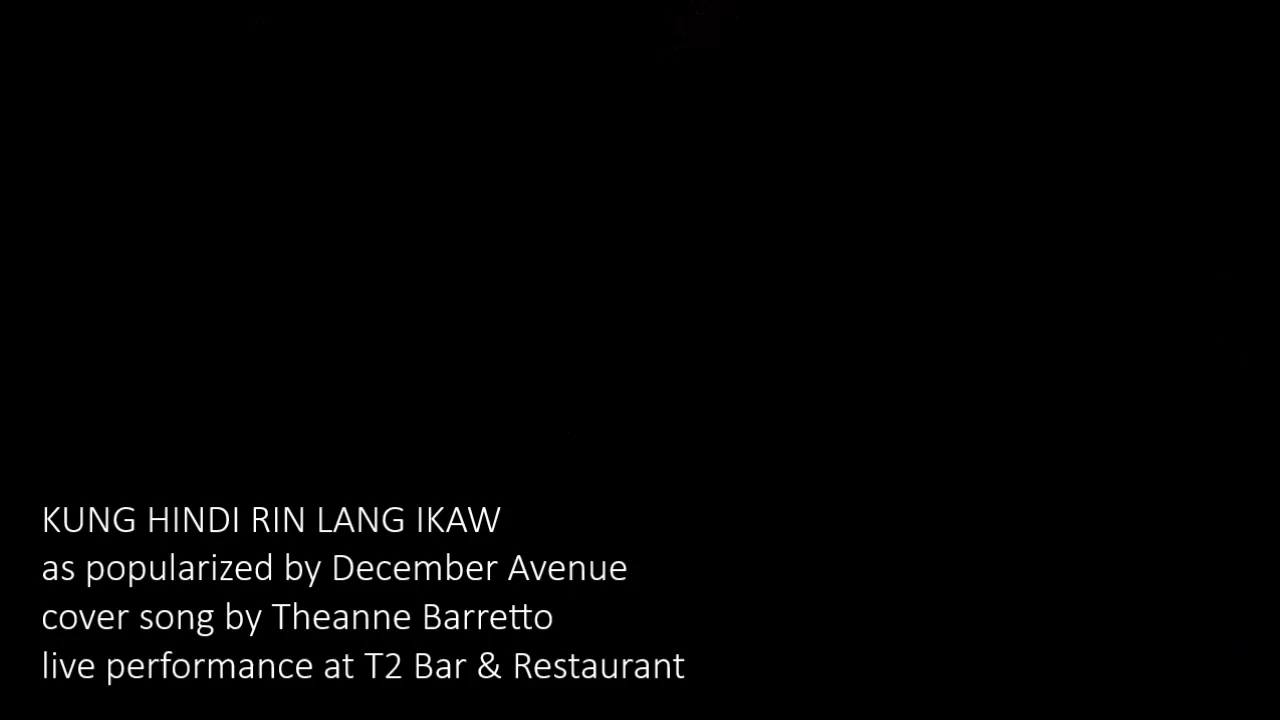 KUNG HINDI RIN LANG IKAW
as popularized by December Avenue
cover song by Theanne Barretto
live performance at T2 Bar & Restaurant